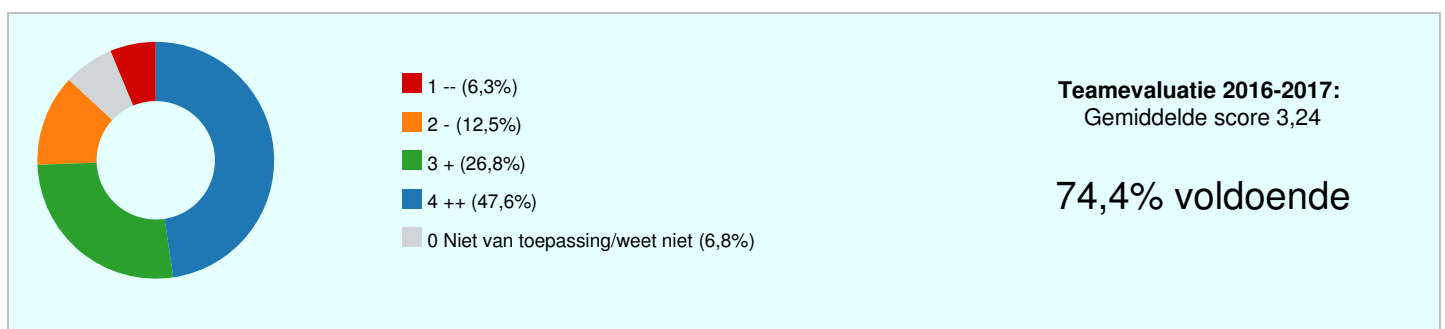 1 -- (6,3%)
2 - (12,5%)
3 + (26,8%)
4 ++ (47,6%)
0 Niet van toepassing/weet niet (6,8%)
Teamevaluatie 2016-2017:
Gemiddelde score 3,24
74,4% voldoende